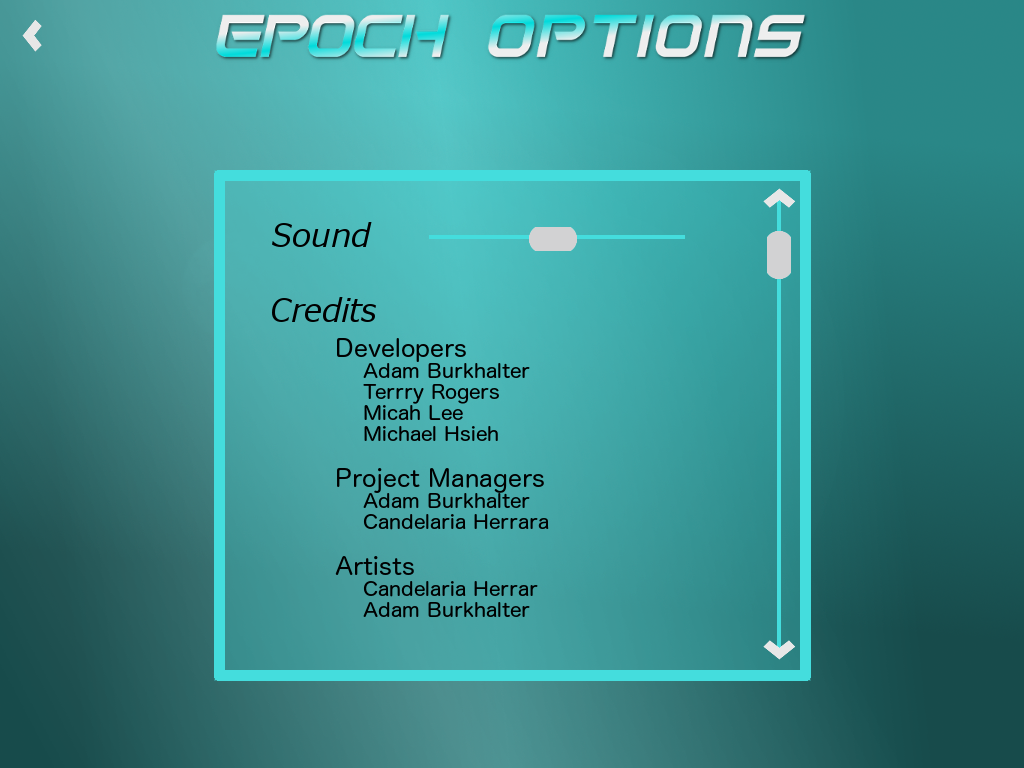 EPOCH OPTIONS
Sound
Credits
Developers
Adam Burkhalter
Terrry Rogers
Micah Lee
Michael Hsieh
Project Managers
Adam Burkhalter
Candelaria Herrara
Artists
Candelaria Herrar
Adam Burkhalter